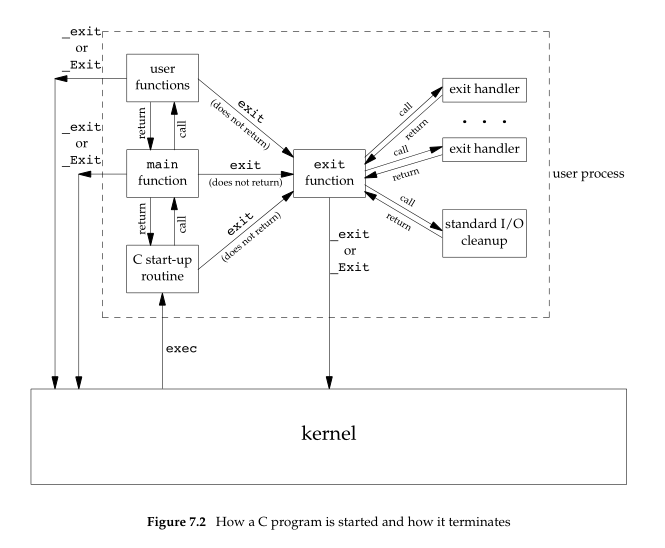 _exit
or
_Exit
user
functions
exit
(does not return)
call
return
exit handler
. . .
return
call
_exit
or
_Exit
main
function
exit
(does not return)
exit
function
call
return
exit handler
user process
return
call
exit
(does not return)
call
return
standard I/O
cleanup
C start-up
routine
_exit
or
_Exit
exec
kernel
Figure 7.2 How a C program is started and how it terminates